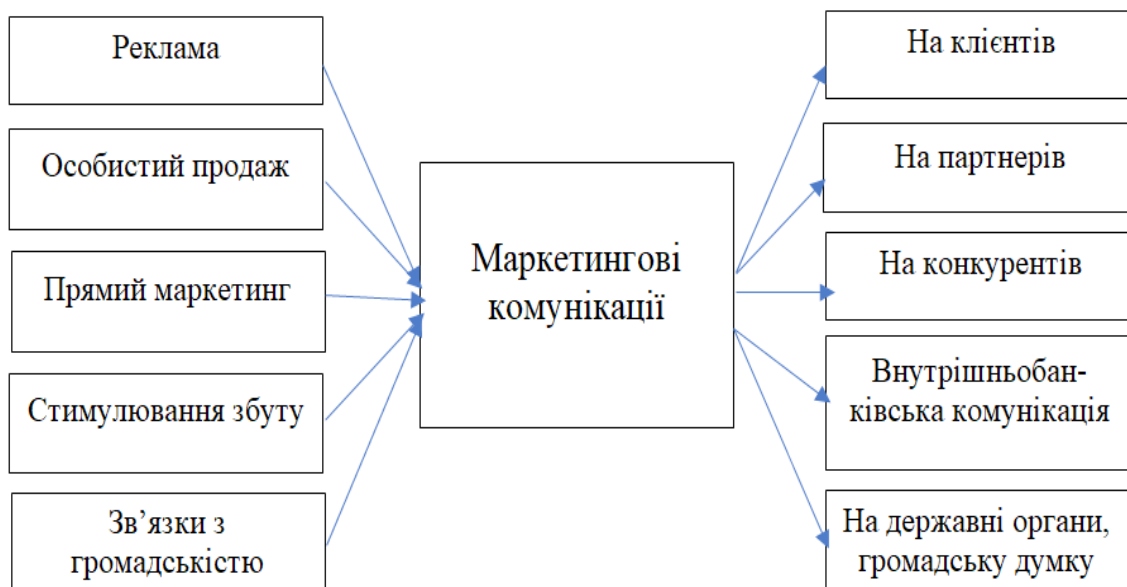 Реклама
Особистий продаж
Прямий маркетинг
Стимулювання збуту
Зв’язки з
громадськістю
Маркетингові
комунікації
На клієнтів
На партнерів
На конкурентів
Внутрішньобан-
ківська комунікація
На державні органи,
громадську думку